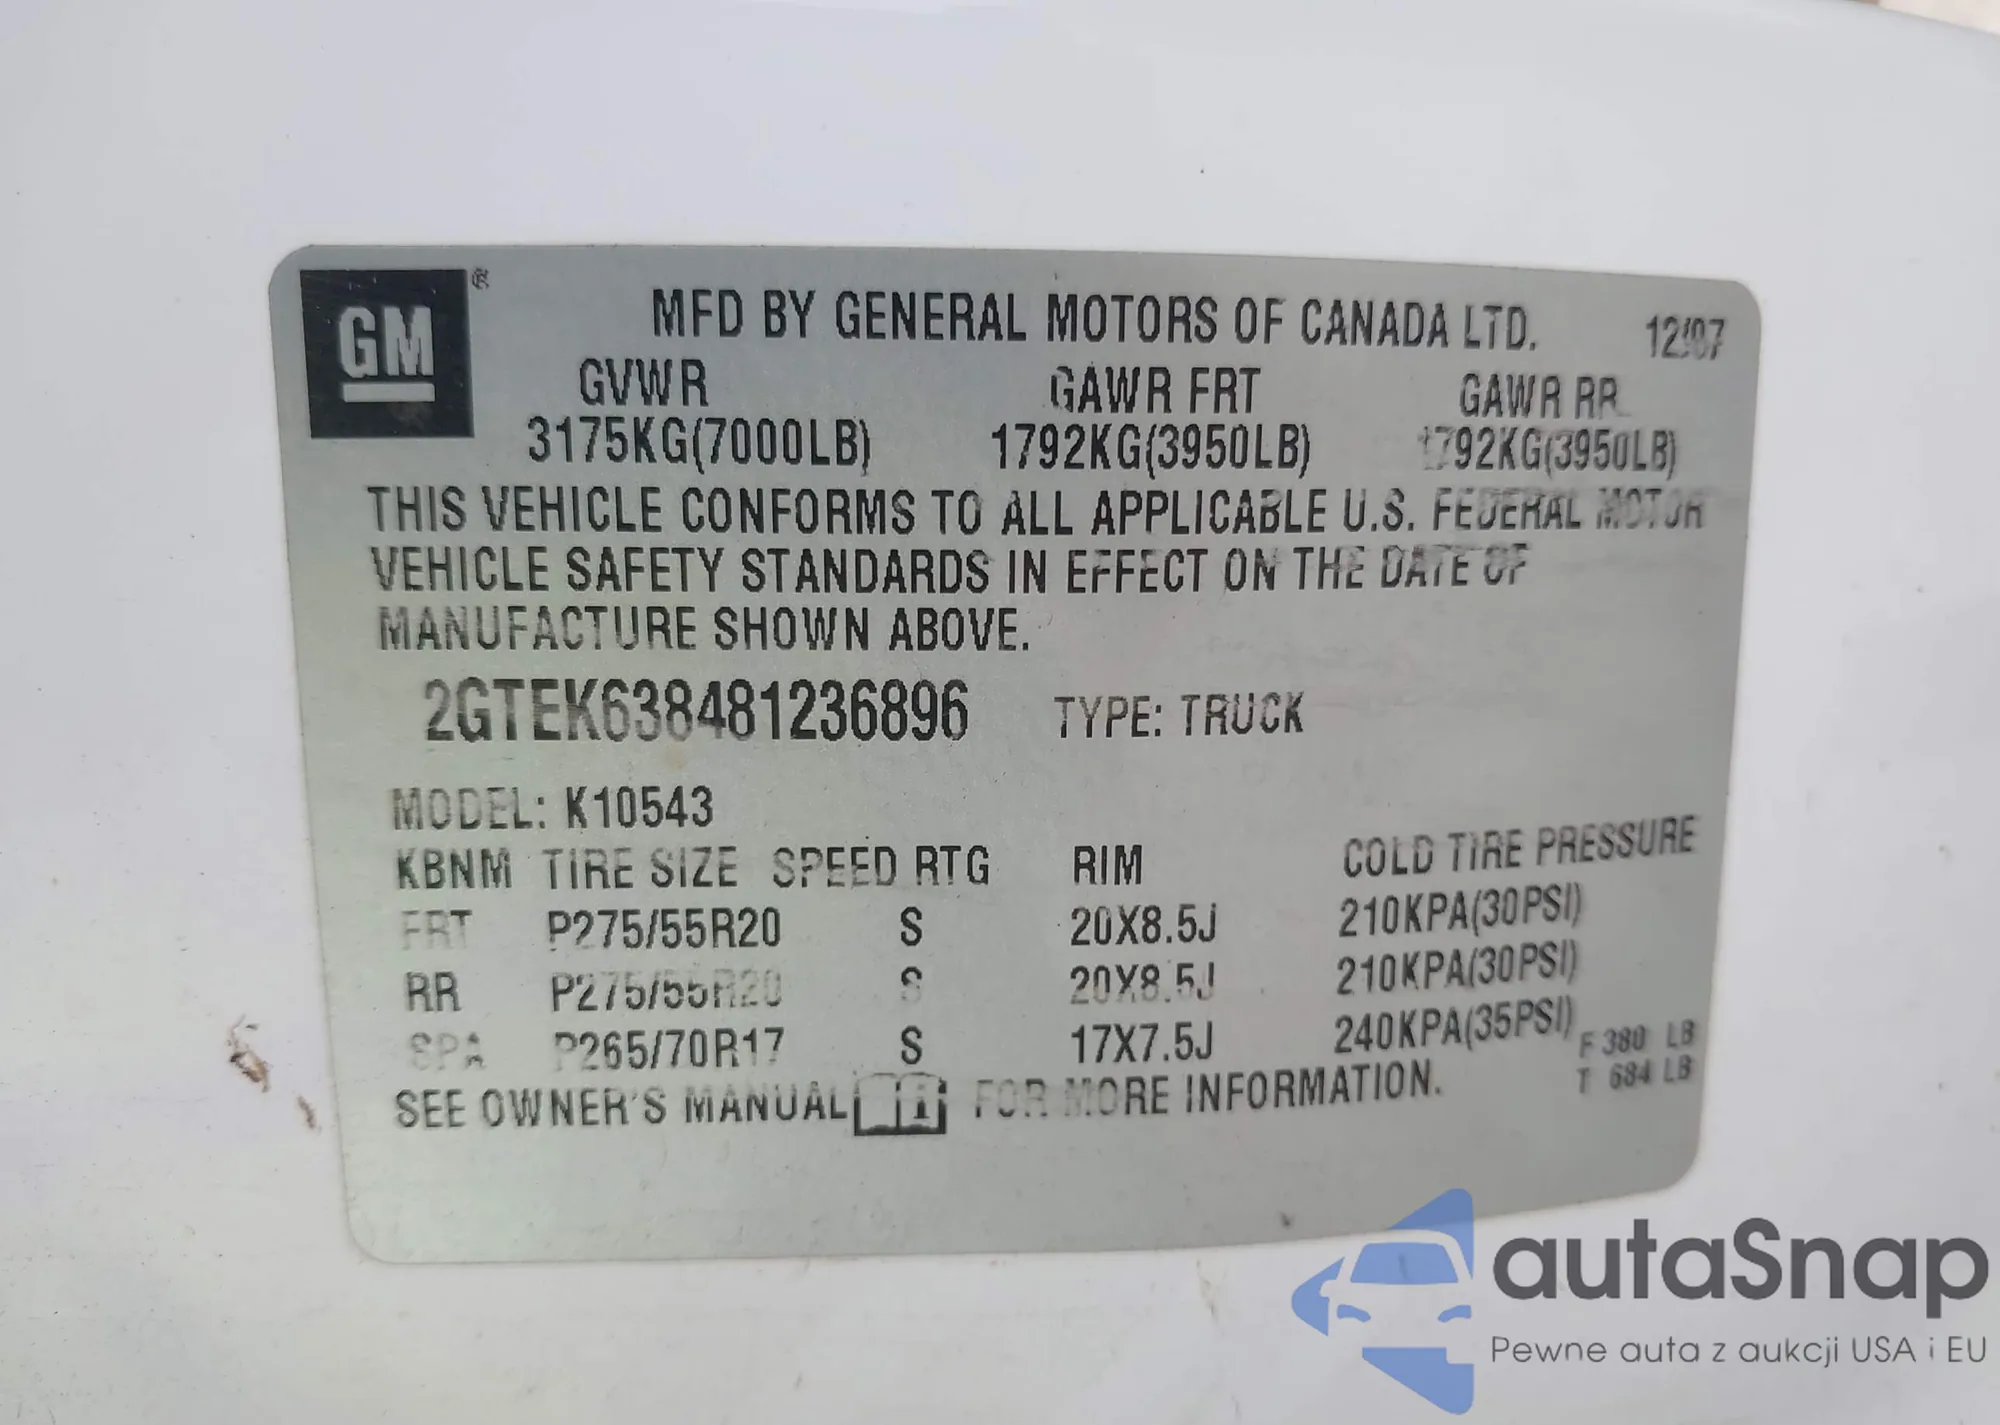 GM ®
MFD BY GENERAL MOTORS OF CANADA LTD. 12/07
GVWR GAWR FRT GAWR RR
3175KG(7000LB) 1792KG(3950LB) 1792KG(3950LB)
THIS VEHICLE CONFORMS TO ALL APPLICABLE U.S. FEDERAL MOTOR
VEHICLE SAFETY STANDARDS IN EFFECT ON THE DATE OF
MANUFACTURE SHOWN ABOVE.
2GTEK638481236896 TYPE: TRUCK
MODEL: K10543
KBNM TIRE SIZE SPEED RTG RIM COLD TIRE PRESSURE
FRT P275/55R20 S 20X8.5J 210KPA(30PSI)
RR P275/55R20 S 20X8.5J 210KPA(30PSI)
SPA P265/70R17 S 17X7.5J 240KPA(35PSI) F 380 LB
T 684 LB
SEE OWNER'S MANUAL FOR MORE INFORMATION.
autaSnap
Pewne auta z aukcji USA i EU